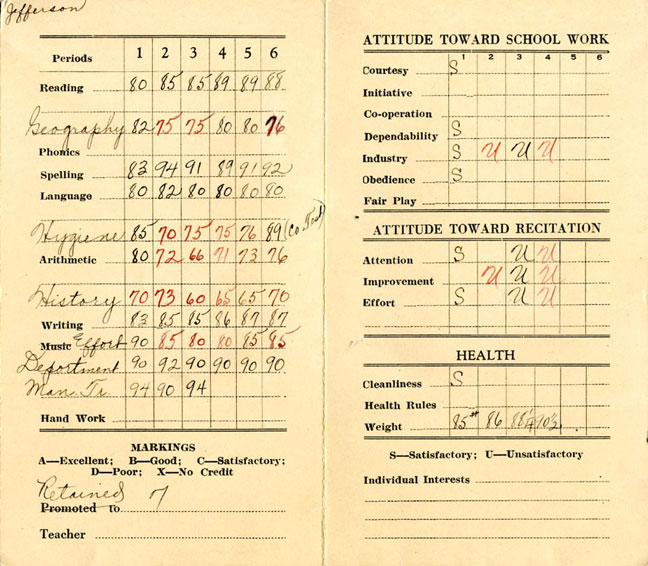 Jefferson
Periods 1 2 3 4 5 6
Reading 80 85 85 89 89 88
Geography 82 75 75 80 80 76
Phonics
Spelling 83 94 91 89 91 92
Language 80 82 80 80 80 80
Hygiene 85 70 75 75 76 89 (Co Test)
Arithmetic 80 72 66 71 73 76
History 70 73 60 65 65 70
Writing 83 85 85 86 87 87
Music Effort 90 85 80 80 85 85
Department 90 92 90 90 90 90
Man. Tr. 94 90 94
Hand Work
MARKINGS
A—Excellent; B—Good; C—Satisfactory;
D—Poor; X—No Credit
Retained 7
Promoted to
Teacher
ATTITUDE TOWARD SCHOOL WORK
1 2 3 4 5 6
Courtesy S
Initiative
Co-operation
Dependability S
Industry S U U U
Obedience S
Fair Play
ATTITUDE TOWARD RECITATION
Attention S U U
Improvement U U U
Effort S U U
HEALTH
Cleanliness S
Health Rules
Weight 85# 86 88½ 90½
S—Satisfactory; U—Unsatisfactory
Individual Interests